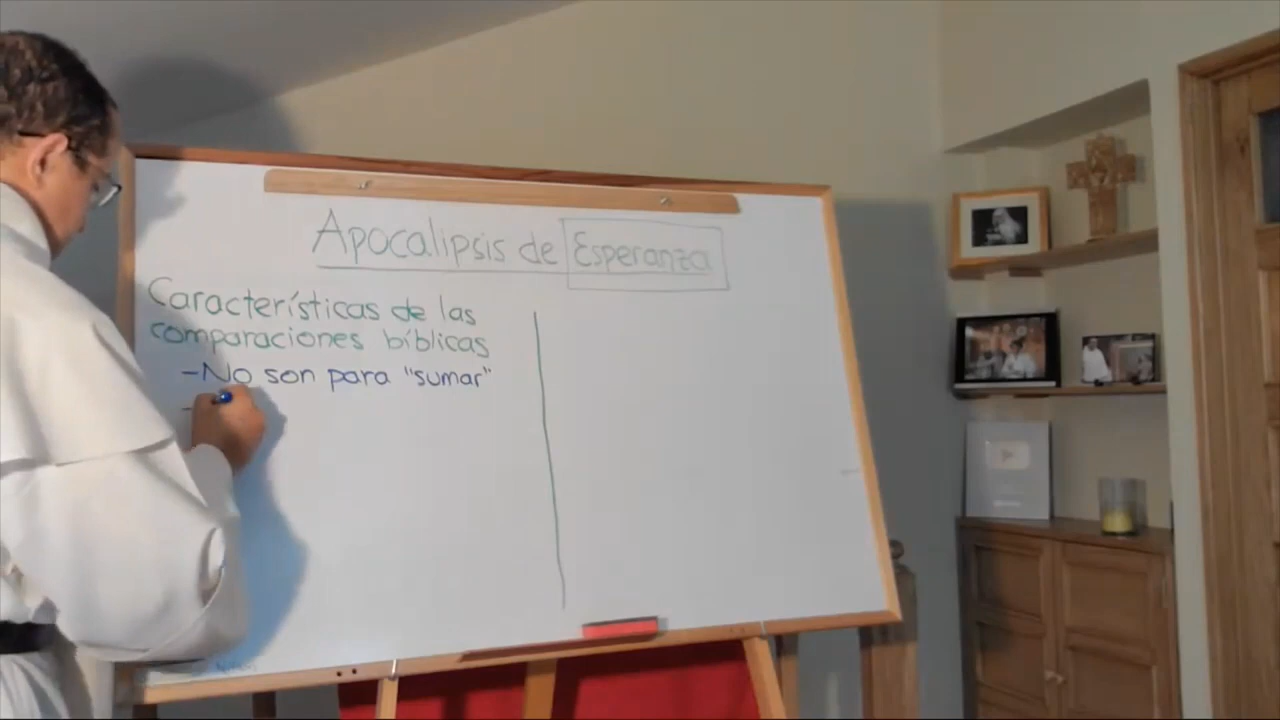 Apocalipsis de Esperanza
Características de las
comparaciones bíblicas
-No son para "sumar"
-